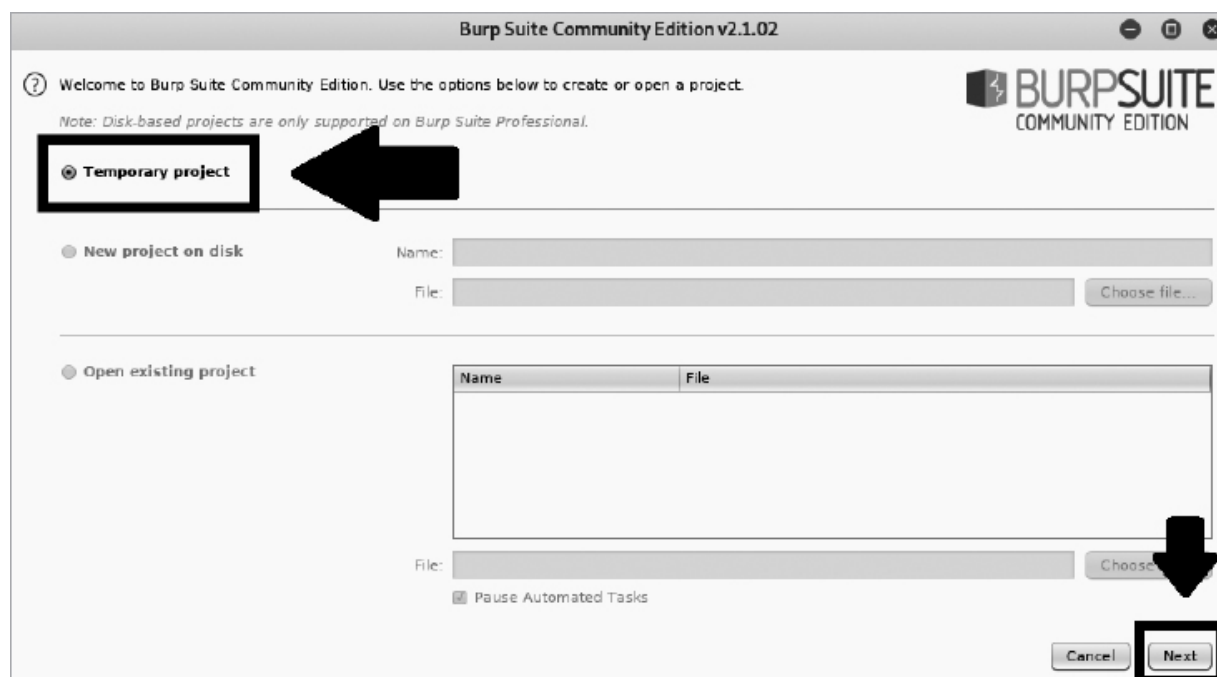 Burp Suite Community Edition v2.1.02
Welcome to Burp Suite Community Edition. Use the options below to create or open a project.
BURPSUITE
COMMUNITY EDITION
Note: Disk-based projects are only supported on Burp Suite Professional.
Temporary project
New project on disk
Name:
File:
Choose file...
Open existing project
Name
File
File:
Choose
Pause Automated Tasks
Cancel
Next